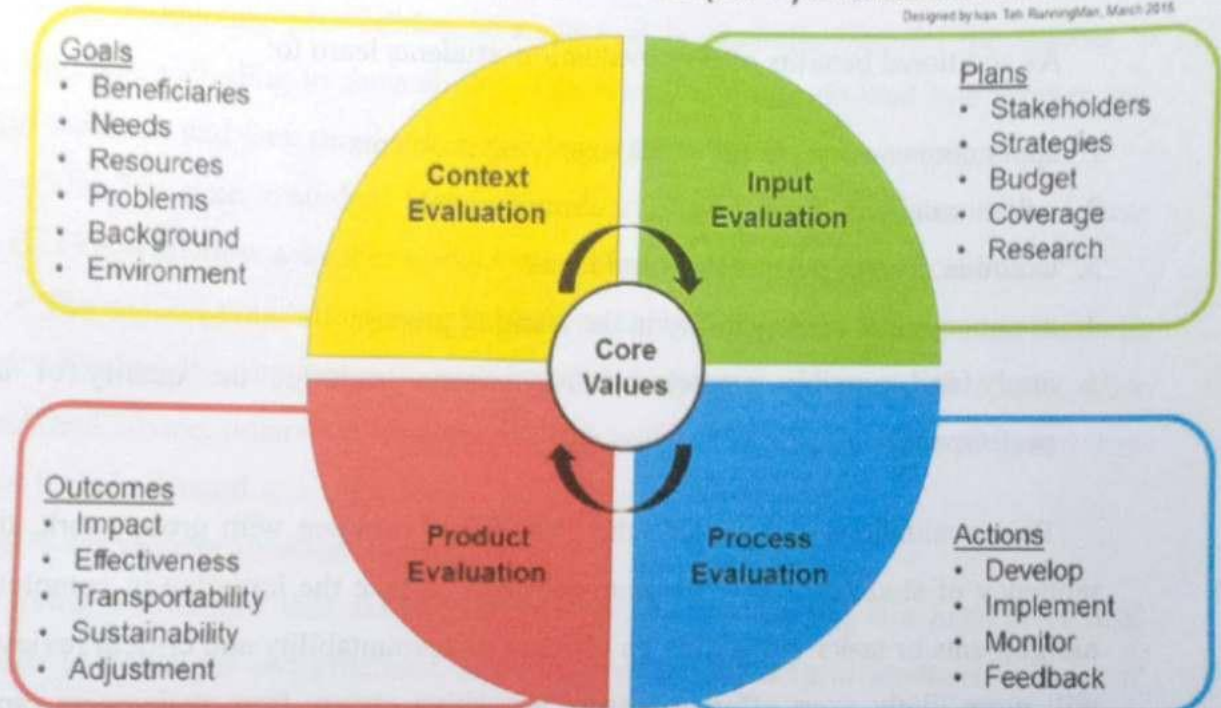 Designed by Ivan Teh RunningMan, March 2015
Goals
• Beneficiaries
• Needs
• Resources
• Problems
• Background
• Environment
Context
Evaluation
Input
Evaluation
Plans
• Stakeholders
• Strategies
• Budget
• Coverage
• Research
Core
Values
Outcomes
• Impact
• Effectiveness
• Transportability
• Sustainability
• Adjustment
Product
Evaluation
Process
Evaluation
Actions
• Develop
• Implement
• Monitor
• Feedback